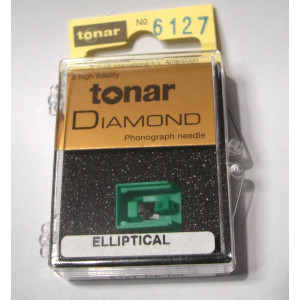 tonar No 6127
a high fidelity
tonar
DIAMOND
Phonograph needle
ELLIPTICAL